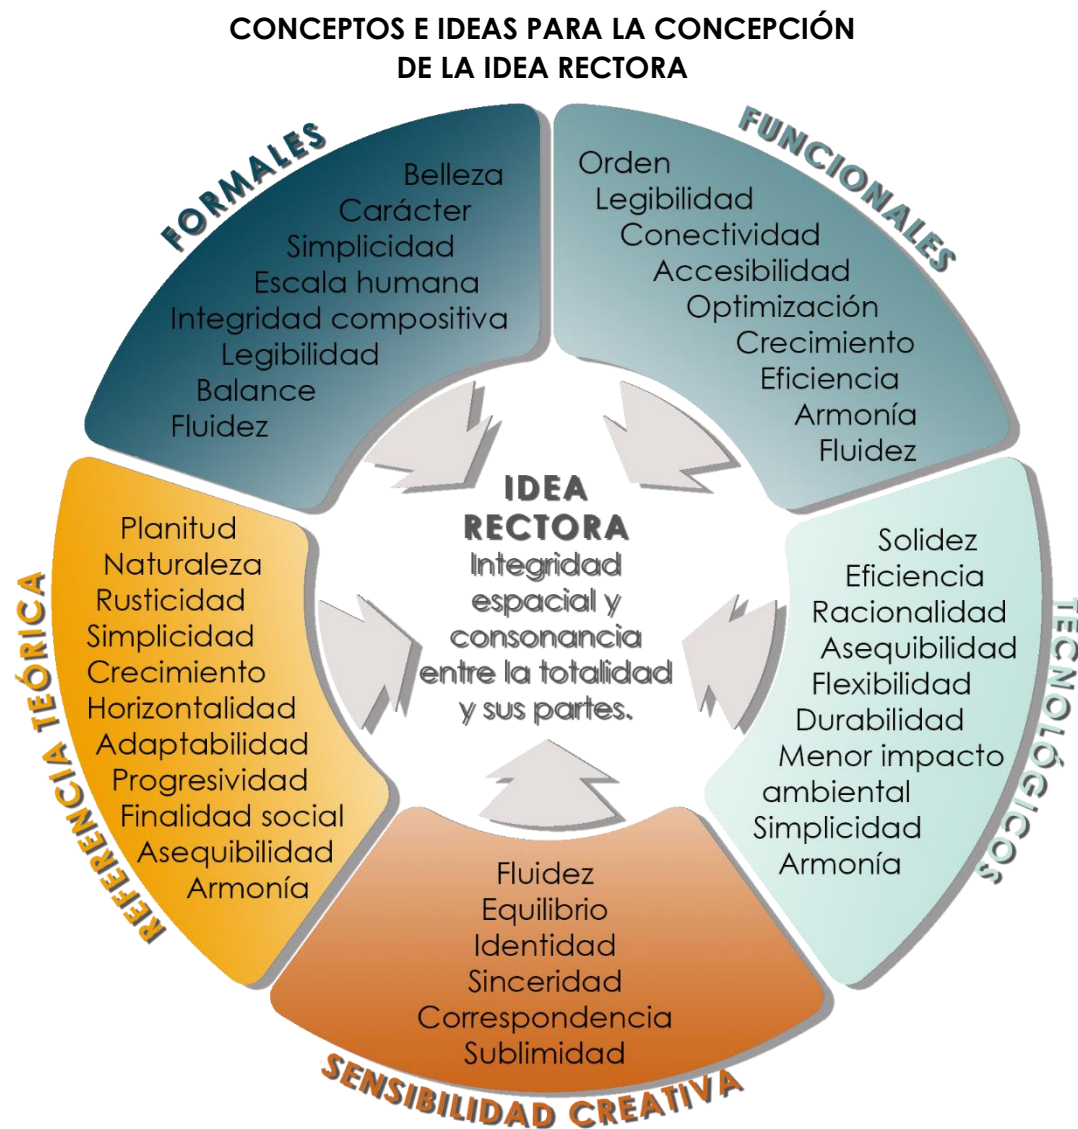 CONCEPTOS E IDEAS PARA LA CONCEPCIÓN
DE LA IDEA RECTORA
FORMALES
Belleza
Carácter
Simplicidad
Escala humana
Integridad compositiva
Legibilidad
Balance
Fluidez
FUNCIONALES
Orden
Legibilidad
Conectividad
Accesibilidad
Optimización
Crecimiento
Eficiencia
Armonía
Fluidez
TECNOLÓGICOS
Solidez
Eficiencia
Racionalidad
Asequibilidad
Flexibilidad
Durabilidad
Menor impacto
ambiental
Simplicidad
Armonía
SENSIBILIDAD CREATIVA
Fluidez
Equilibrio
Identidad
Sinceridad
Correspondencia
Sublimidad
REFERENCIA TEÓRICA
Planitud
Naturaleza
Rusticidad
Simplicidad
Crecimiento
Horizontalidad
Adaptabilidad
Progresividad
Finalidad social
Asequibilidad
Armonía
IDEA
RECTORA
Integridad
espacial y
consonancia
entre la totalidad
y sus partes.